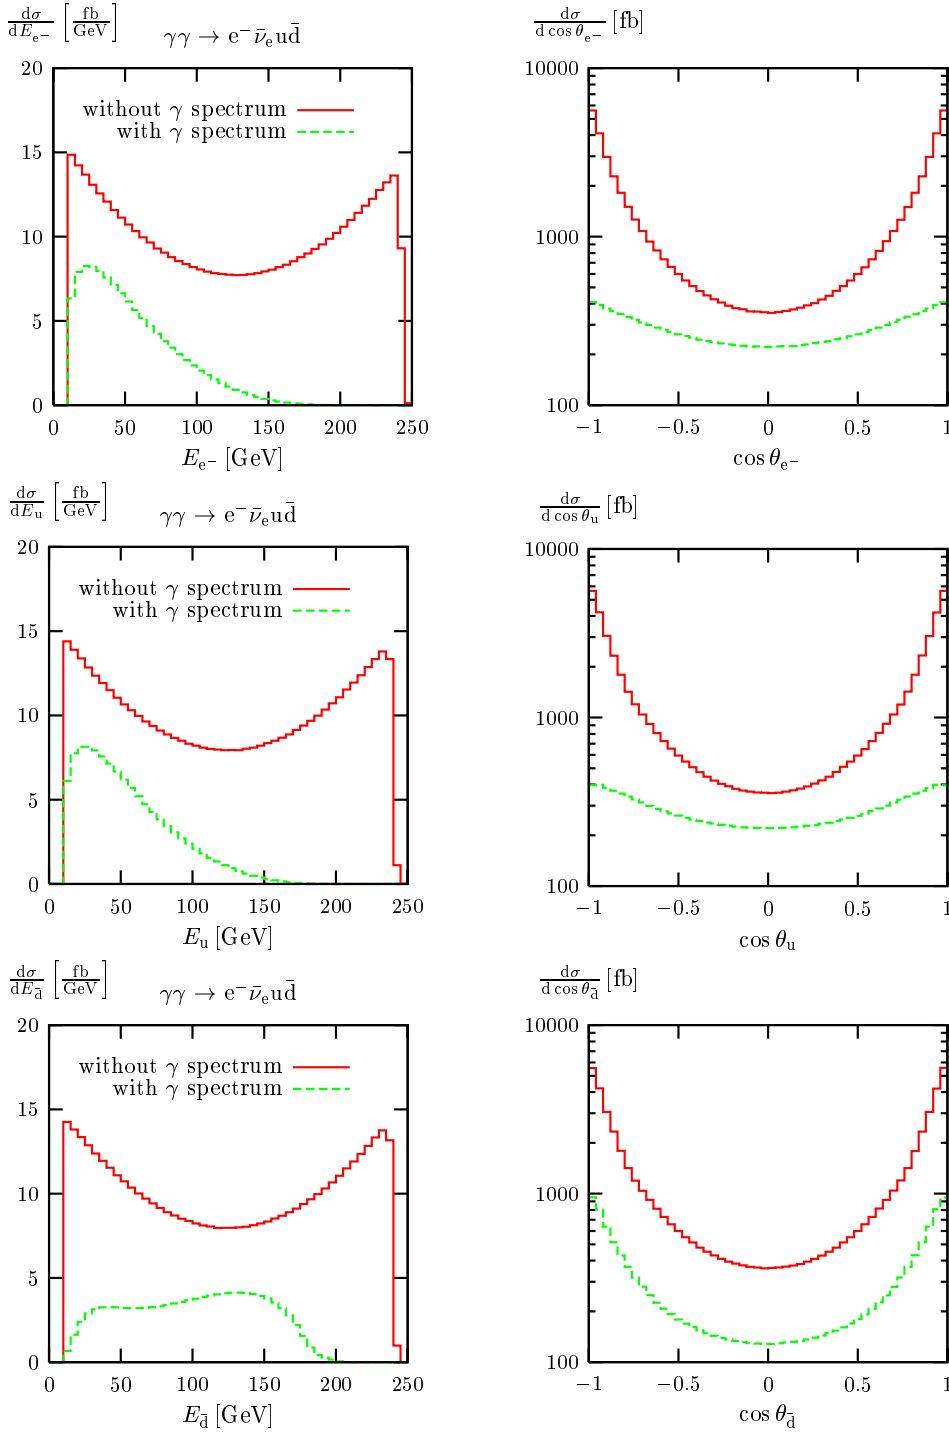 dσ/dE_e− [fb/GeV] γγ → e− ν̄_e ud̄
20
15
10
5
0
without γ spectrum
with γ spectrum
0 50 100 150 200 250
E_e− [GeV]
dσ/d cos θ_e− [fb]
10000
1000
100
−1 −0.5 0 0.5 1
cos θ_e−
dσ/dE_u [fb/GeV] γγ → e− ν̄_e ud̄
20
15
10
5
0
without γ spectrum
with γ spectrum
0 50 100 150 200 250
E_u [GeV]
dσ/d cos θ_u [fb]
10000
1000
100
−1 −0.5 0 0.5 1
cos θ_u
dσ/dE_d̄ [fb/GeV] γγ → e− ν̄_e ud̄
20
15
10
5
0
without γ spectrum
with γ spectrum
0 50 100 150 200 250
E_d̄ [GeV]
dσ/d cos θ_d̄ [fb]
10000
1000
100
−1 −0.5 0 0.5 1
cos θ_d̄